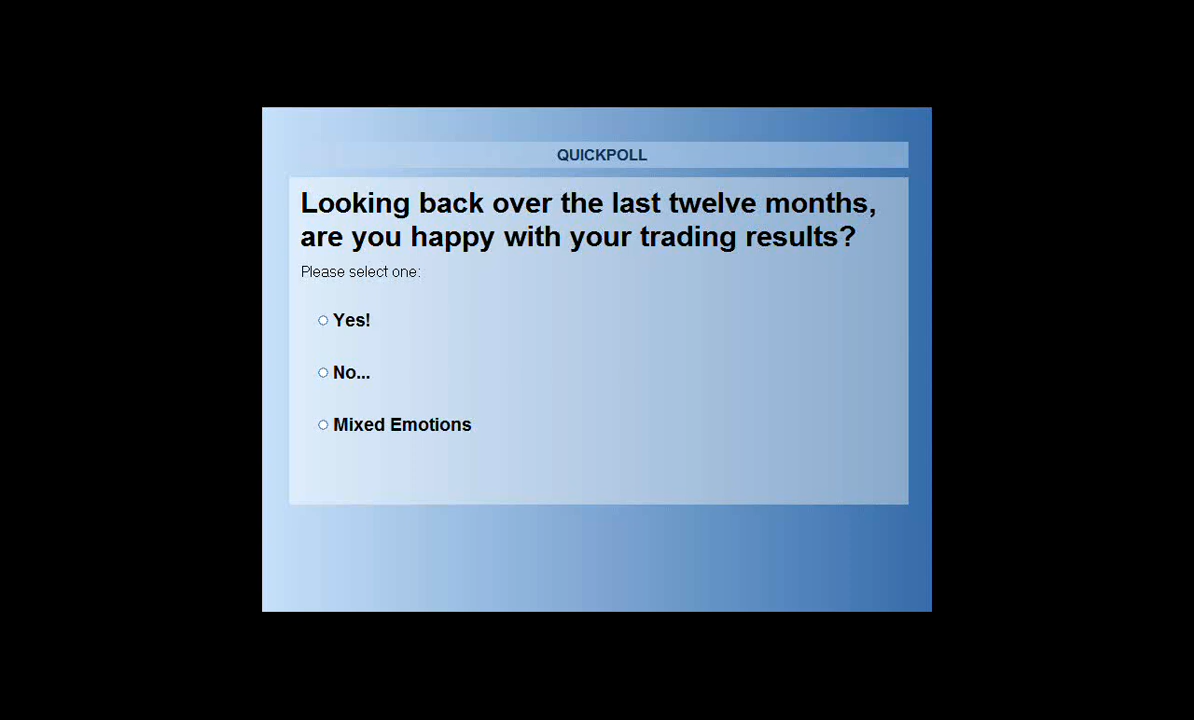 QUICKPOLL
Looking back over the last twelve months,
are you happy with your trading results?
Please select one:
Yes!
No...
Mixed Emotions